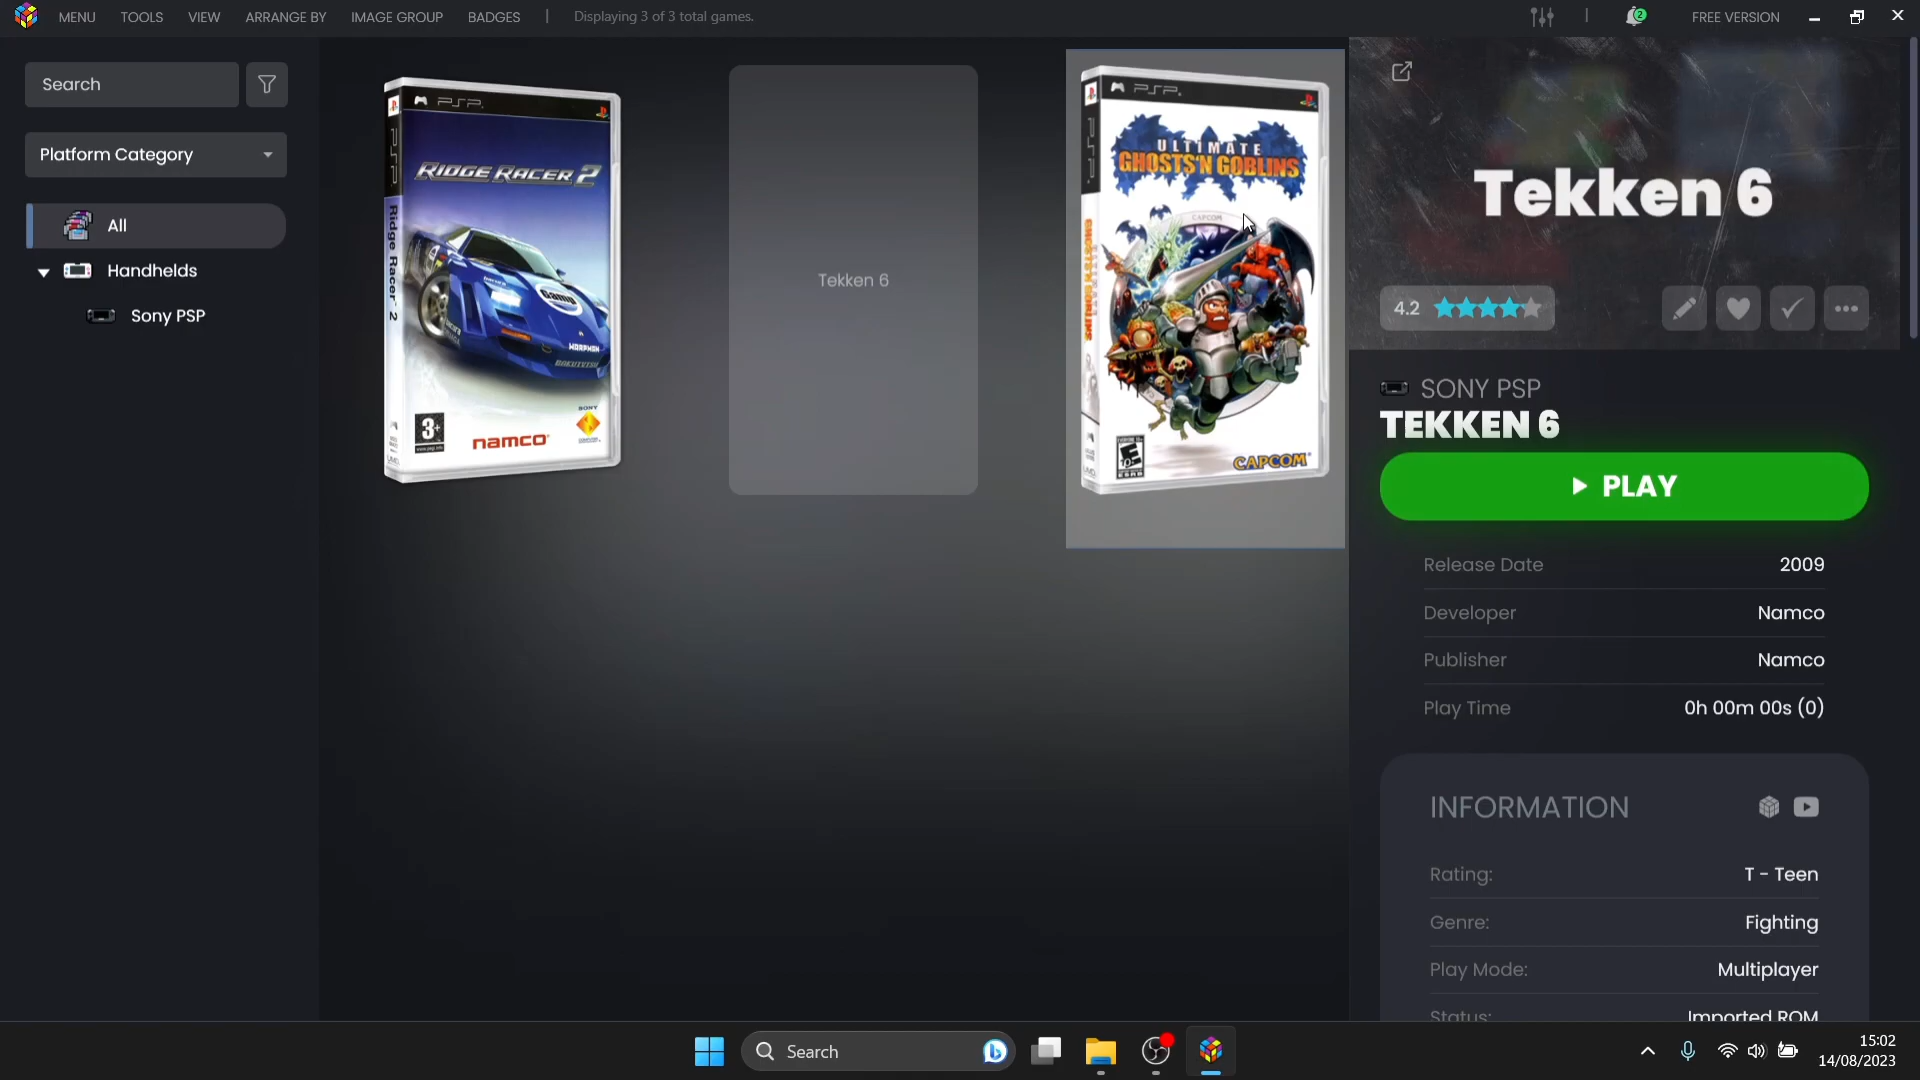 MENU TOOLS VIEW ARRANGE BY IMAGE GROUP BADGES | Displaying 3 of 3 total games. 2 | FREE VERSION
Search
Platform Category
All
Handhelds
Sony PSP
PSP
RIDGE RACER 2
Ridge Racer 2
3+
namco
SONY
Tekken 6
PSP
ULTIMATE
GHOSTS'N GOBLINS
CAPCOM
E
CAPCOM
Tekken 6
4.2
SONY PSP
TEKKEN 6
PLAY
Release Date 2009
Developer Namco
Publisher Namco
Play Time 0h 00m 00s (0)
INFORMATION
Rating: T - Teen
Genre: Fighting
Play Mode: Multiplayer
Status: Imported ROM
Search
15:02
14/08/2023